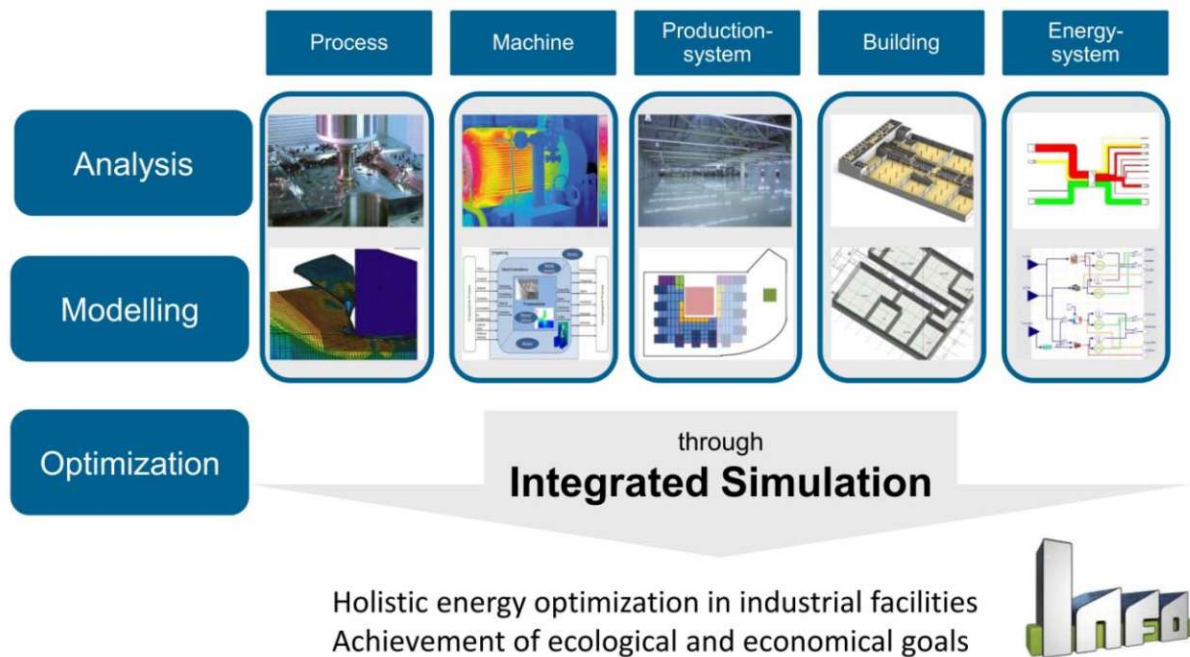 Process
Machine
Production-
system
Building
Energy-
system
Analysis
Modelling
Optimization
through
Integrated Simulation
Holistic energy optimization in industrial facilities
Achievement of ecological and economical goals
INFO